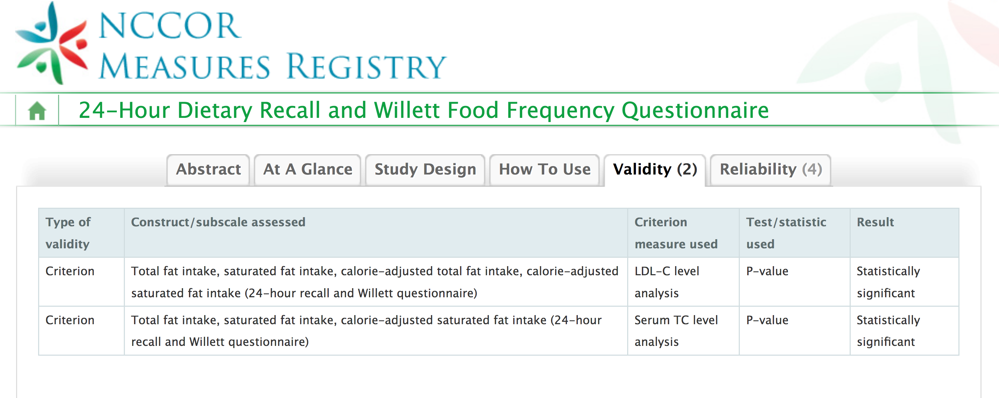 NCCOR
MEASURES REGISTRY
24-Hour Dietary Recall and Willett Food Frequency Questionnaire
Abstract At A Glance Study Design How To Use Validity (2) Reliability (4)
Type of validity Construct/subscale assessed Criterion measure used Test/statistic used Result
Criterion Total fat intake, saturated fat intake, calorie-adjusted total fat intake, calorie-adjusted saturated fat intake (24-hour recall and Willett questionnaire) LDL-C level analysis P-value Statistically significant
Criterion Total fat intake, saturated fat intake, calorie-adjusted saturated fat intake (24-hour recall and Willett questionnaire) Serum TC level analysis P-value Statistically significant